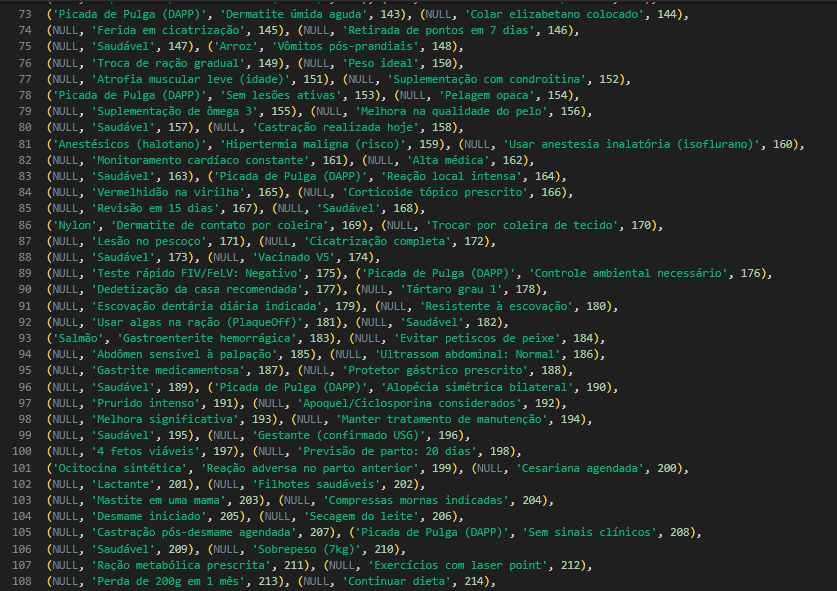 73 ('Picada de Pulga (DAPP)', 'Dermatite úmida aguda', 143), (NULL, 'Colar elizabetano colocado', 144),
74 (NULL, 'Ferida em cicatrização', 145), (NULL, 'Retirada de pontos em 7 dias', 146),
75 (NULL, 'Saudável', 147), ('Arroz', 'Vômitos pós-prandiais', 148),
76 (NULL, 'Troca de ração gradual', 149), (NULL, 'Peso ideal', 150),
77 (NULL, 'Atrofia muscular leve (idade)', 151), (NULL, 'Suplementação com condroitina', 152),
78 ('Picada de Pulga (DAPP)', 'Sem lesões ativas', 153), (NULL, 'Pelagem opaca', 154),
79 (NULL, 'Suplementação de ômega 3', 155), (NULL, 'Melhora na qualidade do pelo', 156),
80 (NULL, 'Saudável', 157), (NULL, 'Castração realizada hoje', 158),
81 ('Anestésicos (halotano)', 'Hipertermia maligna (risco)', 159), (NULL, 'Usar anestesia inalatória (isoflurano)', 160),
82 (NULL, 'Monitoramento cardíaco constante', 161), (NULL, 'Alta médica', 162),
83 (NULL, 'Saudável', 163), ('Picada de Pulga (DAPP)', 'Reação local intensa', 164),
84 (NULL, 'Vermelhidão na virilha', 165), (NULL, 'Corticoide tópico prescrito', 166),
85 (NULL, 'Revisão em 15 dias', 167), (NULL, 'Saudável', 168),
86 ('Nylon', 'Dermatite de contato por coleira', 169), (NULL, 'Trocar por coleira de tecido', 170),
87 (NULL, 'Lesão no pescoço', 171), (NULL, 'Cicatrização completa', 172),
88 (NULL, 'Saudável', 173), (NULL, 'Vacinado V5', 174),
89 (NULL, 'Teste rápido FIV/FeLV: Negativo', 175), ('Picada de Pulga (DAPP)', 'Controle ambiental necessário', 176),
90 (NULL, 'Dedetização da casa recomendada', 177), (NULL, 'Tártaro grau 1', 178),
91 (NULL, 'Escovação dentária diária indicada', 179), (NULL, 'Resistente à escovação', 180),
92 (NULL, 'Usar algas na ração (PlaqueOff)', 181), (NULL, 'Saudável', 182),
93 ('Salmão', 'Gastroenterite hemorrágica', 183), (NULL, 'Evitar petiscos de peixe', 184),
94 (NULL, 'Abdômen sensível à palpação', 185), (NULL, 'Ultrassom abdominal: Normal', 186),
95 (NULL, 'Gastrite medicamentosa', 187), (NULL, 'Protetor gástrico prescrito', 188),
96 (NULL, 'Saudável', 189), ('Picada de Pulga (DAPP)', 'Alopécia simétrica bilateral', 190),
97 (NULL, 'Prurido intenso', 191), (NULL, 'Apoquel/Ciclosporina considerados', 192),
98 (NULL, 'Melhora significativa', 193), (NULL, 'Manter tratamento de manutenção', 194),
99 (NULL, 'Saudável', 195), (NULL, 'Gestante (confirmado USG)', 196),
100 (NULL, '4 fetos viáveis', 197), (NULL, 'Previsão de parto: 20 dias', 198),
101 ('Ocitocina sintética', 'Reação adversa no parto anterior', 199), (NULL, 'Cesariana agendada', 200),
102 (NULL, 'Lactante', 201), (NULL, 'Filhotes saudáveis', 202),
103 (NULL, 'Mastite em uma mama', 203), (NULL, 'Compressas mornas indicadas', 204),
104 (NULL, 'Desmame iniciado', 205), (NULL, 'Secagem do leite', 206),
105 (NULL, 'Castração pós-desmame agendada', 207), ('Picada de Pulga (DAPP)', 'Sem sinais clínicos', 208),
106 (NULL, 'Saudável', 209), (NULL, 'Sobrepeso (7kg)', 210),
107 (NULL, 'Ração metabólica prescrita', 211), (NULL, 'Exercícios com laser point', 212),
108 (NULL, 'Perda de 200g em 1 mês', 213), (NULL, 'Continuar dieta', 214),